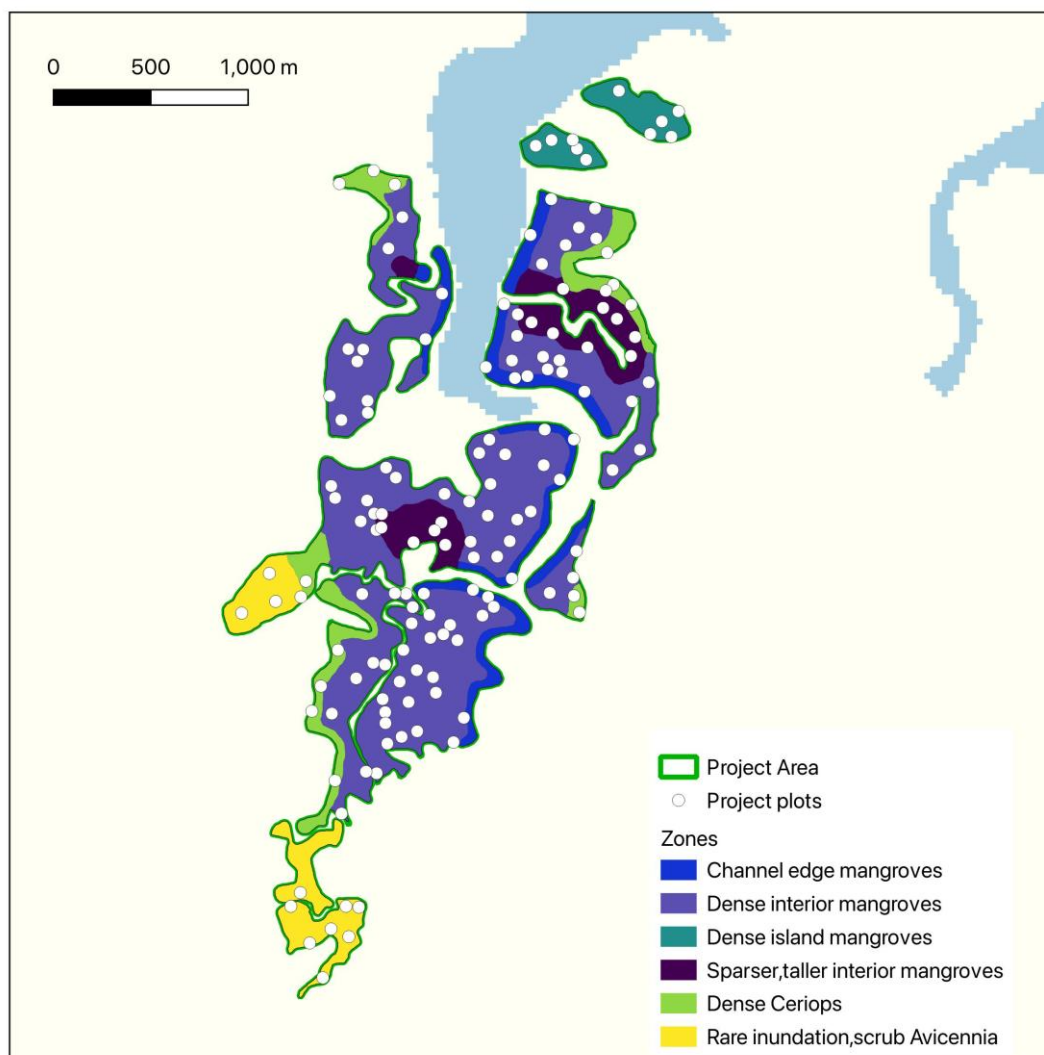 0 500 1,000 m
Project Area
Project plots
Zones
Channel edge mangroves
Dense interior mangroves
Dense island mangroves
Sparser,taller interior mangroves
Dense Ceriops
Rare inundation,scrub Avicennia